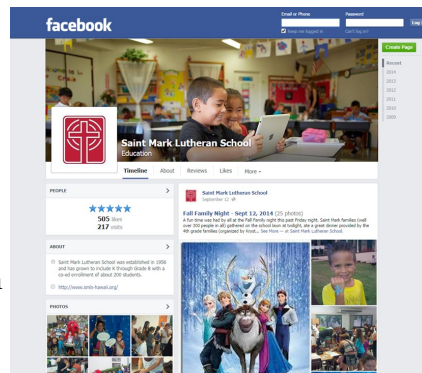 facebook
Email or Phone
Password
Keep me logged in
Can't log in?
Log I
Create Page
Recent
2014
2013
2012
2011
2010
2009
Saint Mark Lutheran School
Education
Timeline
About
Reviews
Likes
More
PEOPLE
505 likes
217 visits
ABOUT
Saint Mark Lutheran School was established in 1956
and has grown to include K through Grade 8 with a
co-ed enrollment of about 200 students.
http://www.smls-hawaii.org/
PHOTOS
Saint Mark Lutheran School
September 12
Fall Family Night - Sept 12, 2014 (25 photos)
A fun time was had by all at the Fall Family Night this past Friday night. Saint Mark families (well
over 300 people in all) gathered on the school lawn at twilight, ate a great dinner provided by the
4th grade families (organized by See More — at Saint Mark Lutheran School.